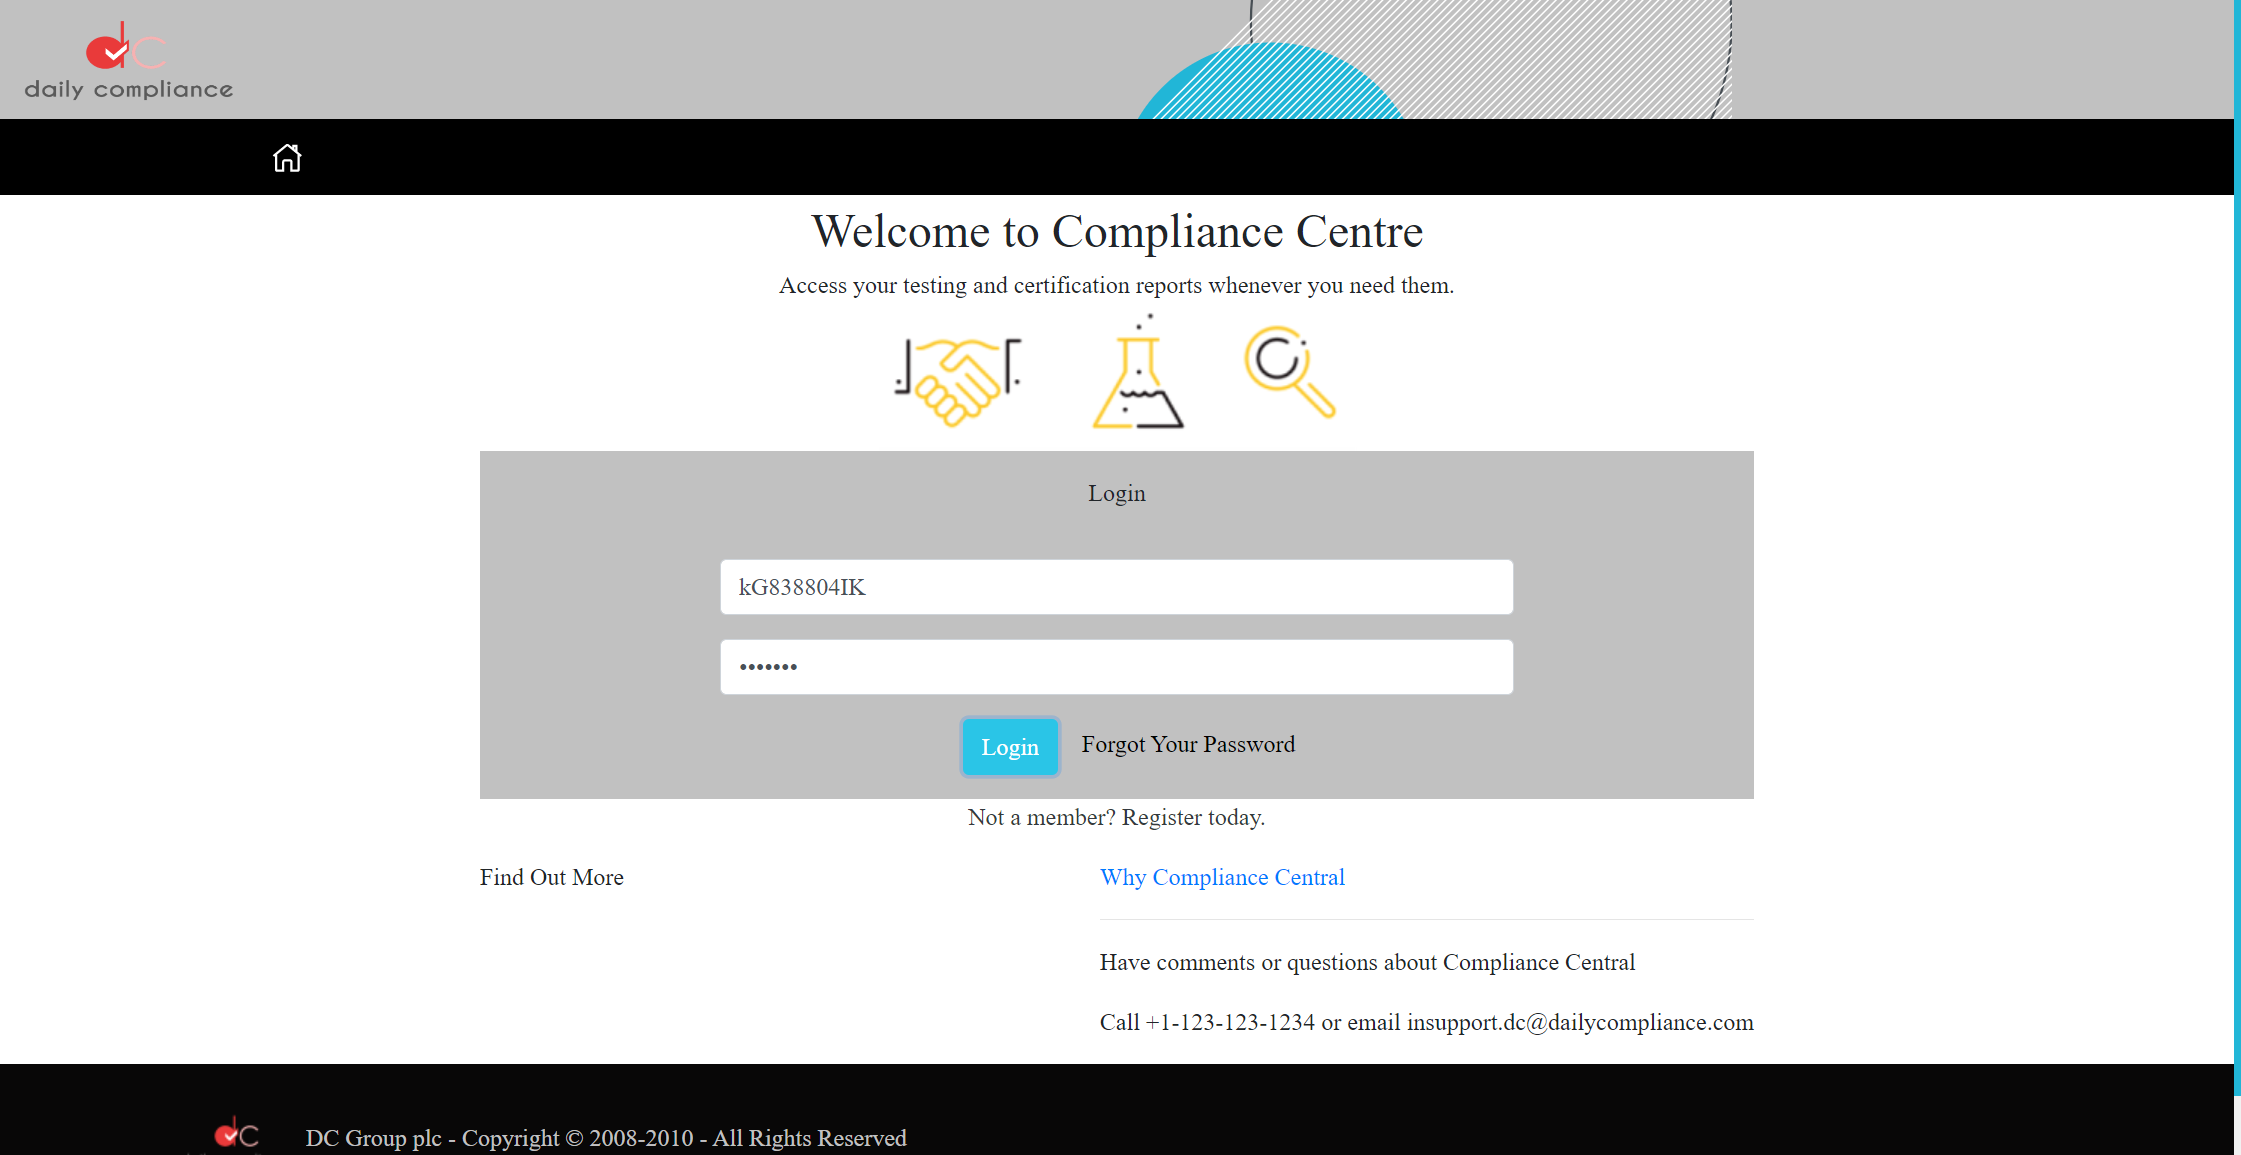 dc
daily compliance
Welcome to Compliance Centre
Access your testing and certification reports whenever you need them.
Login
kG838804IK
•••••••
Login Forgot Your Password
Not a member? Register today.
Find Out More
Why Compliance Central
Have comments or questions about Compliance Central
Call +1-123-123-1234 or email insupport.dc@dailycompliance.com
dc
DC Group plc - Copyright © 2008-2010 - All Rights Reserved